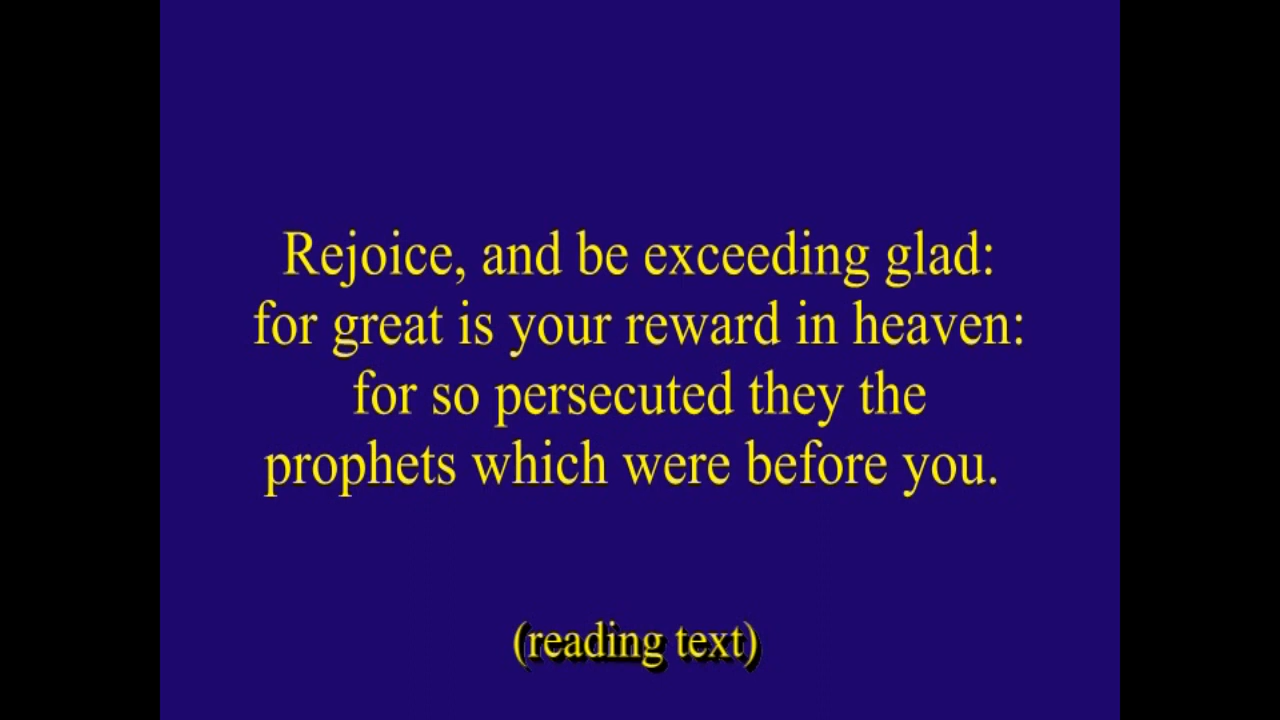 Rejoice, and be exceeding glad:
for great is your reward in heaven:
for so persecuted they the
prophets which were before you.
(reading text)